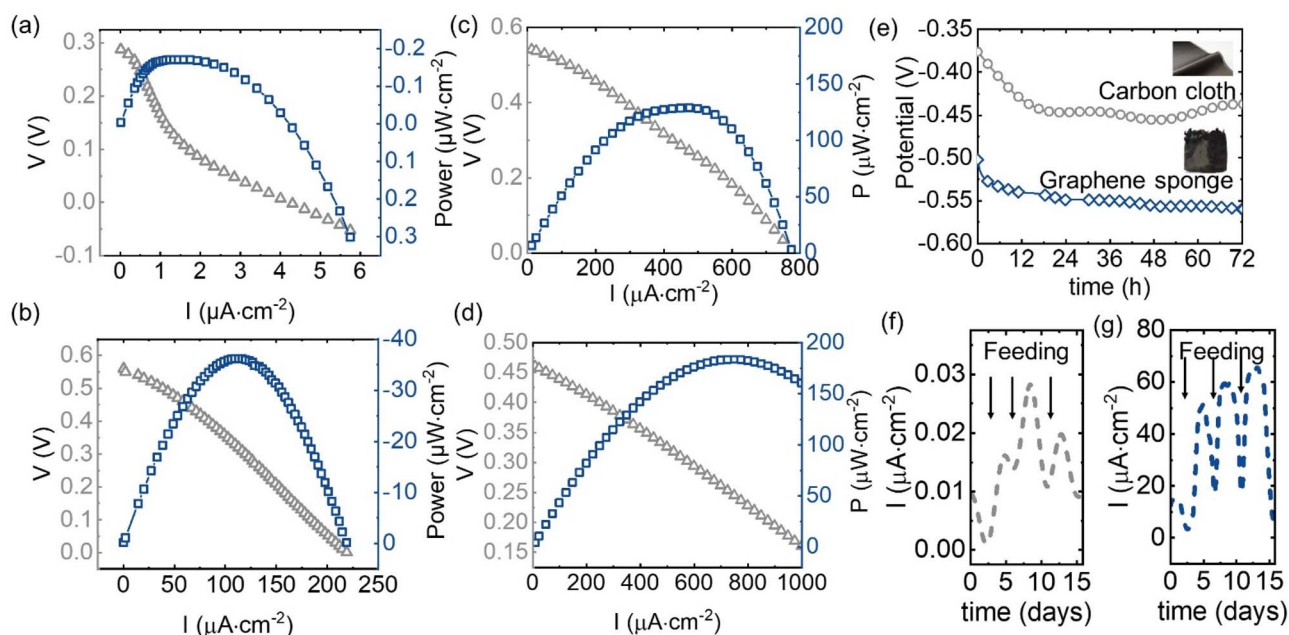 (a)
0.3
0.2
0.1
0.0
-0.1
V (V)
-0.2
-0.1
0.0
0.1
0.2
0.3
Power (µW·cm-2)
0 1 2 3 4 5 6
I (µA·cm-2)
(c)
0.6
0.4
0.2
0.0
V (V)
200
150
100
50
0
P (µW·cm-2)
0 200 400 600 800
I (µA·cm-2)
(e)
-0.35
-0.40
-0.45
-0.50
-0.55
-0.60
Potential (V)
Carbon cloth
Graphene sponge
0 12 24 36 48 60 72
time (h)
(b)
0.6
0.5
0.4
0.3
0.2
0.1
0.0
V (V)
-40
-30
-20
-10
0
Power (µW·cm-2)
0 50 100 150 200 250
I (µA·cm-2)
(d)
0.50
0.45
0.40
0.35
0.30
0.25
0.20
0.15
V (V)
200
150
100
50
0
P (µW·cm-2)
0 200 400 600 800 1000
I (µA·cm-2)
(f)
Feeding
0.03
0.02
0.01
0.00
I (µA·cm-2)
0 5 10 15
time (days)
(g)
Feeding
80
60
40
20
0
I (µA·cm-2)
0 5 10 15
time (days)